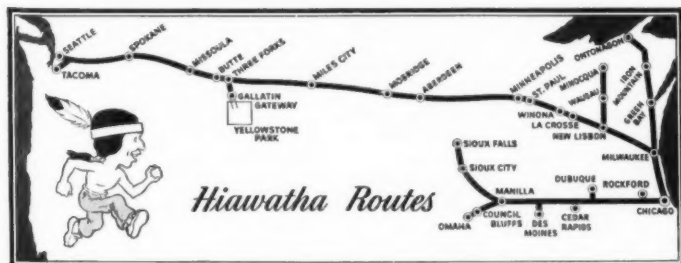 SEATTLE
TACOMA
SPOKANE
MISSOULA
BUTTE
THREE FORKS
GALLATIN
GATEWAY
YELLOWSTONE
PARK
MILES CITY
MOBRIDGE
ABERDEEN
MINNEAPOLIS
ST. PAUL
WINONA
LA CROSSE
NEW LISBON
WAUSAU
MINOCQUA
ONTONAGON
IRON
MOUNTAIN
GREEN
BAY
MILWAUKEE
SIOUX FALLS
SIOUX CITY
MANILLA
OMAHA
COUNCIL
BLUFFS
DES
MOINES
CEDAR
RAPIDS
DUBUQUE
ROCKFORD
CHICAGO
Hiawatha Routes